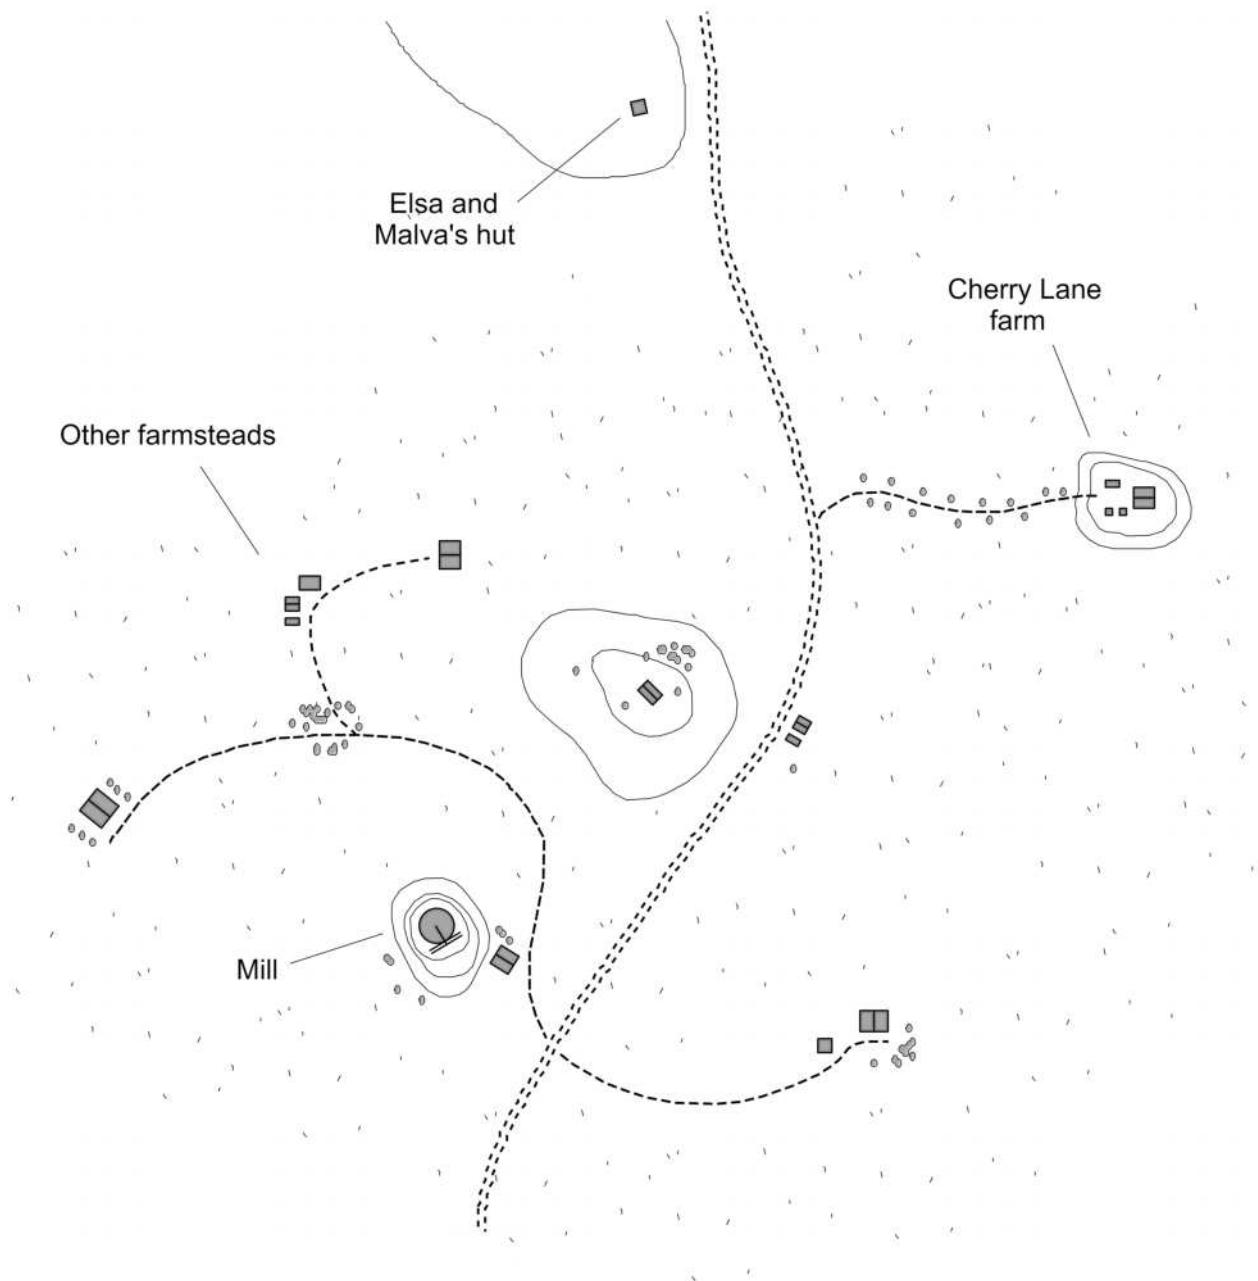 Elsa and
Malva's hut
Cherry Lane
farm
Other farmsteads
Mill